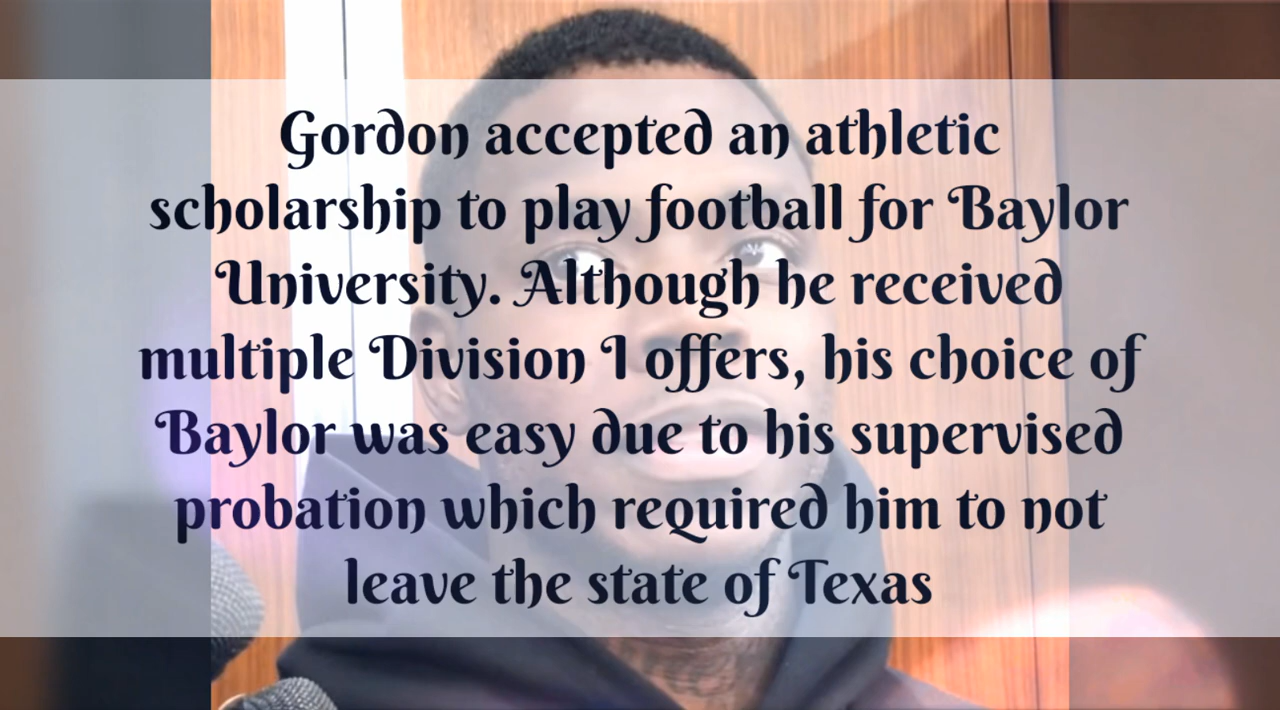 Gordon accepted an athletic
scholarship to play football for Baylor
University. Although he received
multiple Division I offers, his choice of
Baylor was easy due to his supervised
probation which required him to not
leave the state of Texas